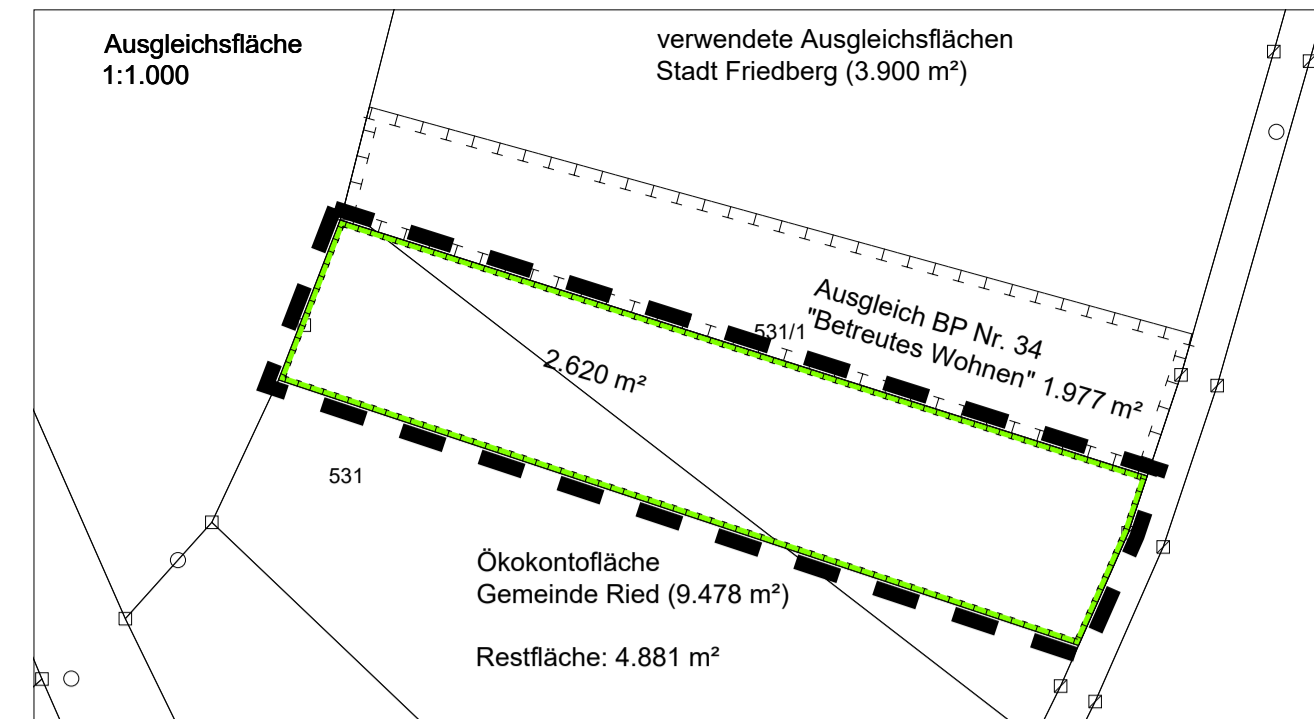 Ausgleichsfläche
1:1.000
verwendete Ausgleichsflächen
Stadt Friedberg (3.900 m²)
Ausgleich BP Nr. 34
"Betreutes Wohnen" 1.977 m²
531/1
2.620 m²
531
Ökokontofläche
Gemeinde Ried (9.478 m²)
Restfläche: 4.881 m²